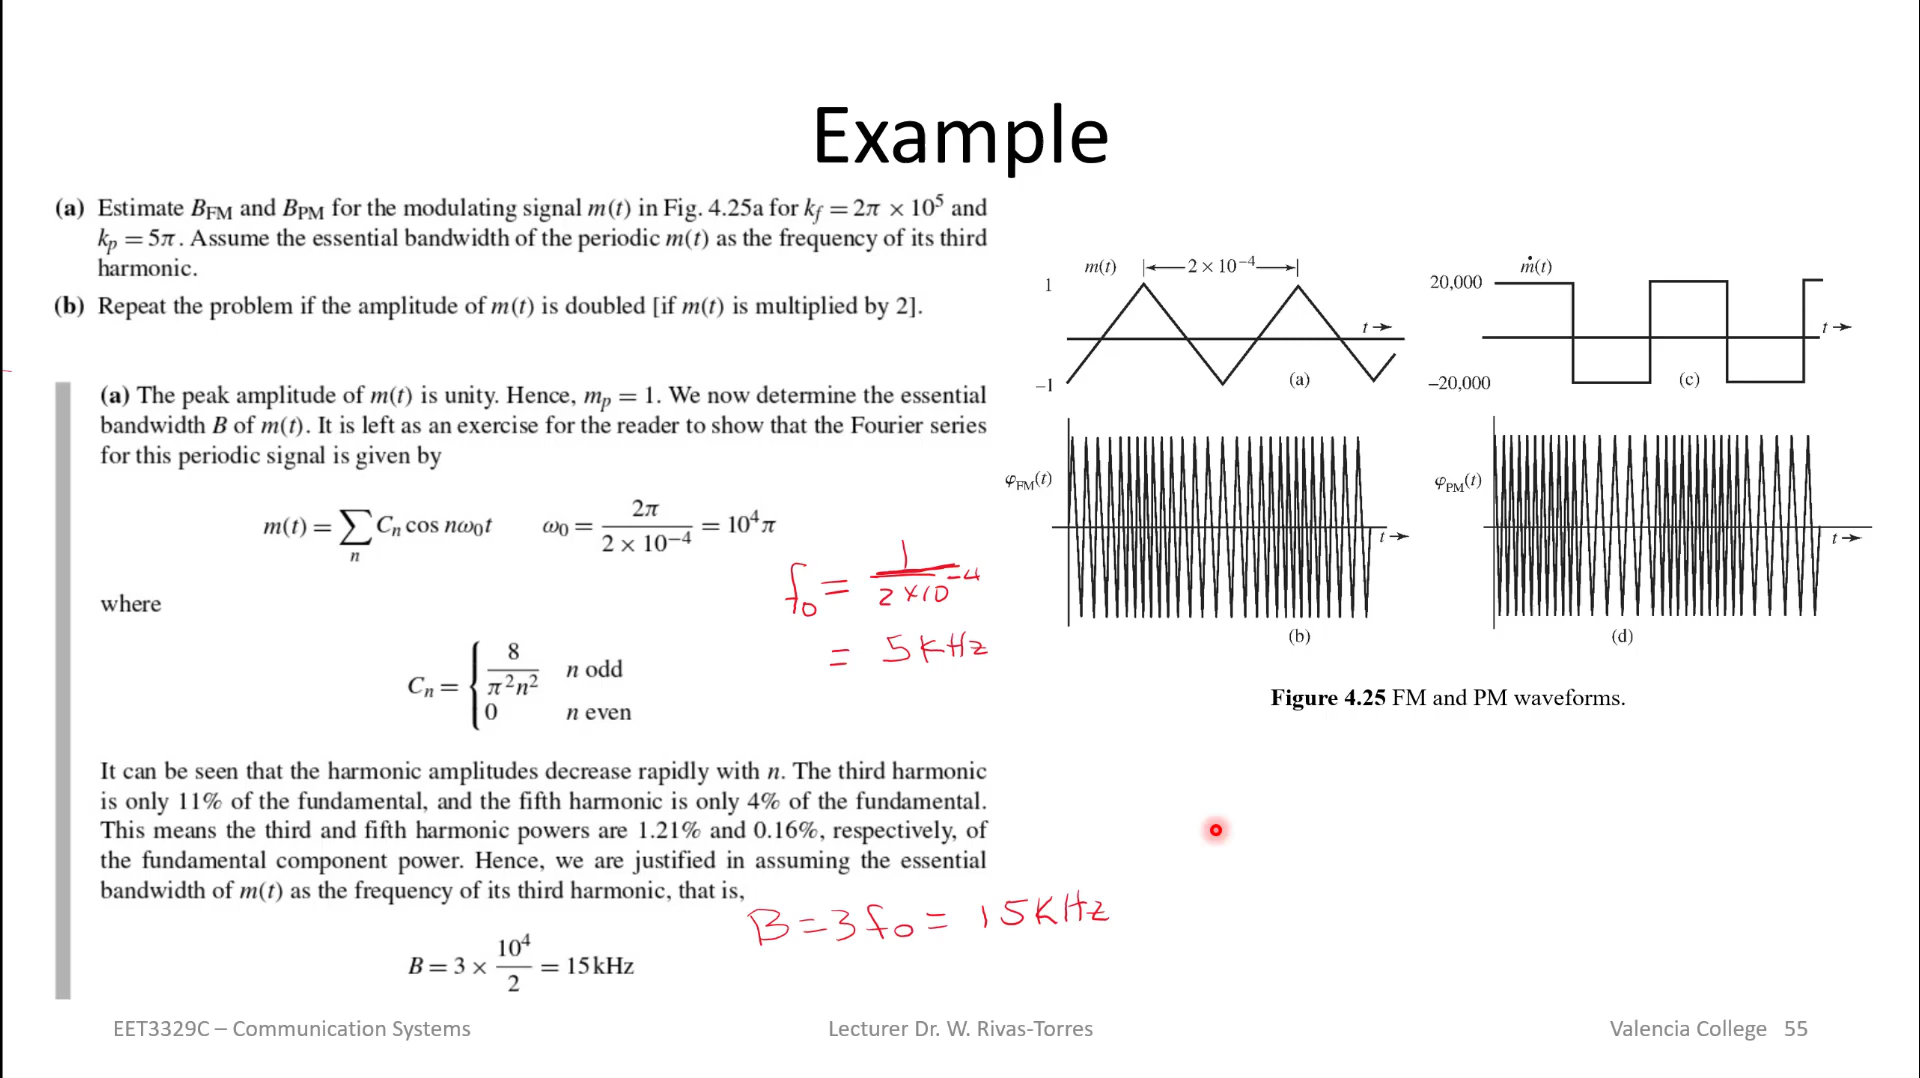 Example
(a) Estimate B_FM and B_PM for the modulating signal m(t) in Fig. 4.25a for k_f = 2π × 10^5 and
k_p = 5π. Assume the essential bandwidth of the periodic m(t) as the frequency of its third
harmonic.
(b) Repeat the problem if the amplitude of m(t) is doubled [if m(t) is multiplied by 2].
(a) The peak amplitude of m(t) is unity. Hence, m_p = 1. We now determine the essential
bandwidth B of m(t). It is left as an exercise for the reader to show that the Fourier series
for this periodic signal is given by
m(t) = ∑_n C_n cos nω_0t    ω_0 = 2π / (2 × 10^−4) = 10^4 π
f_0 = 1 / (2×10^-4)
= 5KHz
where
C_n = { 8 / (π^2n^2)   n odd
0   n even
It can be seen that the harmonic amplitudes decrease rapidly with n. The third harmonic
is only 11% of the fundamental, and the fifth harmonic is only 4% of the fundamental.
This means the third and fifth harmonic powers are 1.21% and 0.16%, respectively, of
the fundamental component power. Hence, we are justified in assuming the essential
bandwidth of m(t) as the frequency of its third harmonic, that is,
B = 3f_0 = 15KHz
B = 3 × 10^4 / 2 = 15 kHz
m(t) 2 × 10^−4
1
t
−1
(a)
ṁ(t)
20,000
t
−20,000
(c)
φ_FM(t)
t
(b)
φ_PM(t)
t
(d)
Figure 4.25 FM and PM waveforms.
EET3329C – Communication Systems
Lecturer Dr. W. Rivas-Torres
Valencia College 55